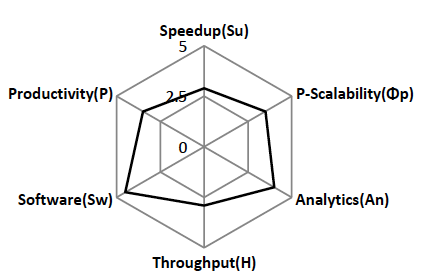 Speedup(Su)
5
Productivity(P)
2.5
P-Scalability(Φp)
0
Software(Sw)
Analytics(An)
Throughput(H)